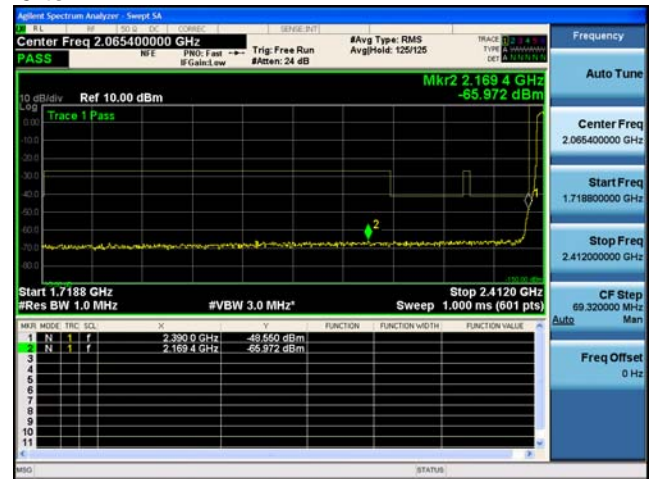 Agilent Spectrum Analyzer - Swept SA
RL RF 50 Ω DC CORREC SENSE:INT
Center Freq 2.065400000 GHz
NFE PNO: Fast Trig: Free Run
IFGain:Low #Atten: 24 dB
#Avg Type: RMS
Avg|Hold: 125/125
TRACE 1 2 3 4 5 6
TYPE A
DET A N N N N N
PASS
Mkr2 2.169 4 GHz
-65.972 dBm
10 dB/div Ref 10.00 dBm
Log
Trace 1 Pass
0.00
-10.0
-20.0
-30.0
-40.0
-50.0
-60.0
-70.0
-80.0
2
1
Start 1.7188 GHz Stop 2.4120 GHz
#Res BW 1.0 MHz #VBW 3.0 MHz* Sweep 1.000 ms (601 pts)
MKR MODE TRC SCL X Y FUNCTION FUNCTION WIDTH FUNCTION VALUE
1 N 1 f 2.390 0 GHz -48.550 dBm
2 N 1 f 2.169 4 GHz -65.972 dBm
3
4
5
6
7
8
9
10
11
MSG STATUS
Frequency
Auto Tune
Center Freq
2.065400000 GHz
Start Freq
1.718800000 GHz
Stop Freq
2.412000000 GHz
CF Step
69.320000 MHz
Auto Man
Freq Offset
0 Hz